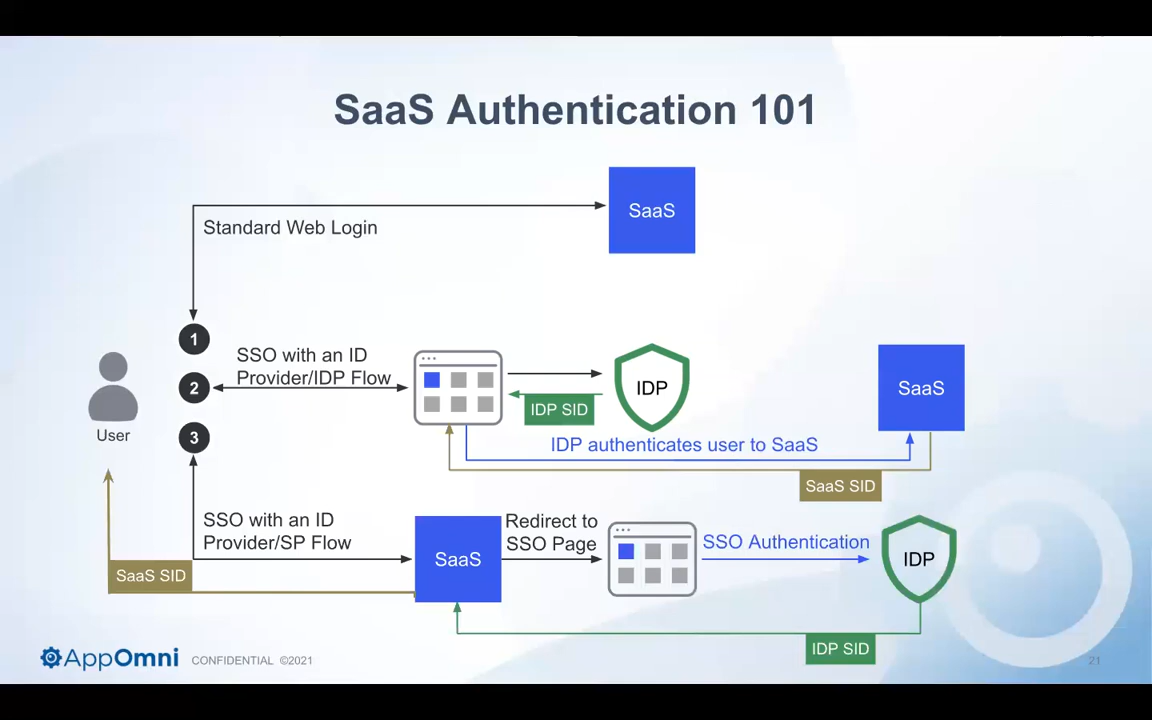 SaaS Authentication 101
SaaS
Standard Web Login
1
SSO with an ID
Provider/IDP Flow
2
IDP
IDP SID
SaaS
User
3
IDP authenticates user to SaaS
SaaS SID
SSO with an ID
Provider/SP Flow
SaaS
Redirect to
SSO Page
SSO Authentication
IDP
SaaS SID
IDP SID
AppOmni
CONFIDENTIAL ©2021
21